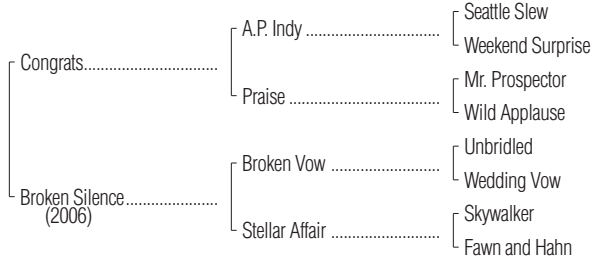 Seattle Slew
A.P. Indy ................................
Weekend Surprise
Congrats................................
Mr. Prospector
Praise ....................................
Wild Applause
Unbridled
Broken Vow ..........................
Wedding Vow
Broken Silence......................
(2006)
Skywalker
Stellar Affair ..........................
Fawn and Hahn